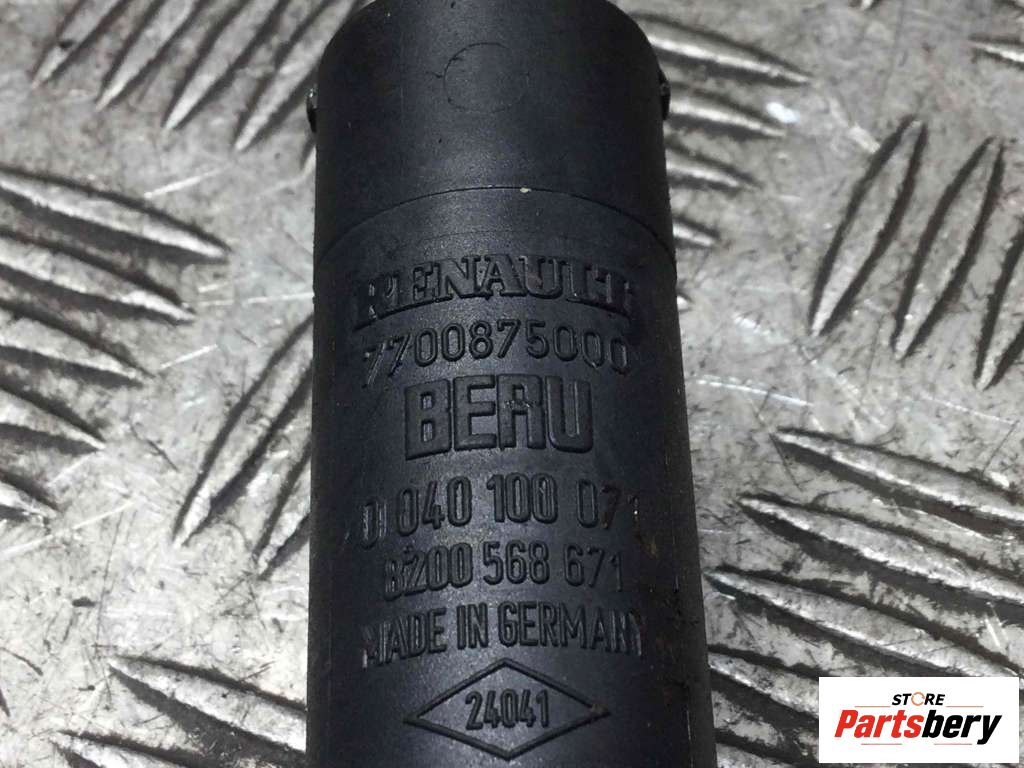 RENAULT
7700875000
BERU
0 040 100 071
8200 568 671
MADE IN GERMANY
24041
STORE
Partsbery